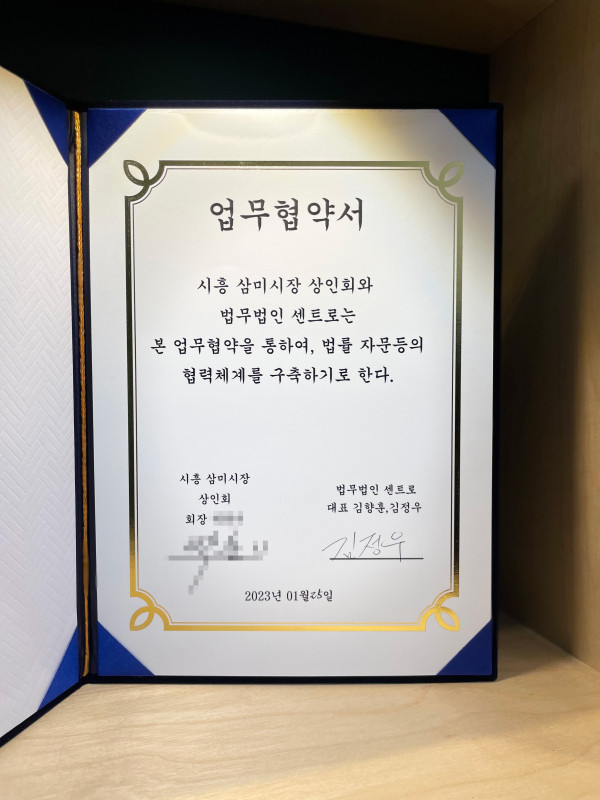 업무협약서
시흥 삼미시장 상인회와
법무법인 센트로는
본 업무협약을 통하여, 법률 자문등의
협력체계를 구축하기로 한다.
시흥 삼미시장
상인회
회장
법무법인 센트로
대표 김향훈,김정우
김정우
2023년 01월25일